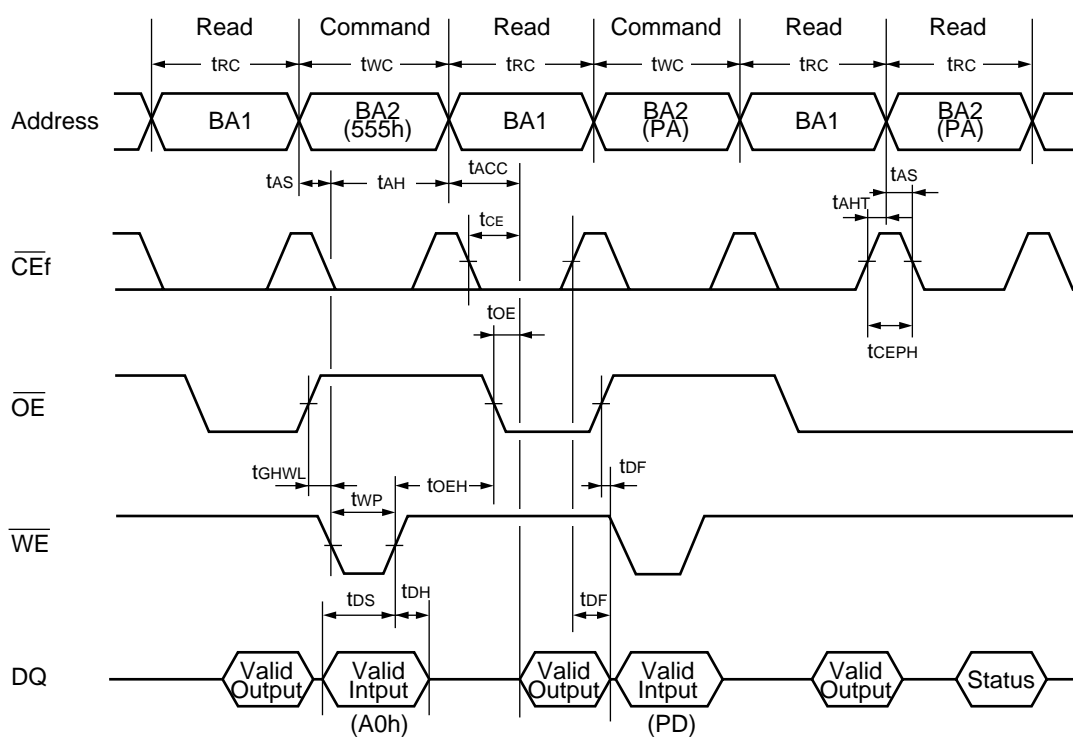 Read Command Read Command Read Read
tRC tWC tRC tWC tRC tRC
Address BA1 BA2 BA1 BA2 BA1 BA2
(555h) (PA) (PA)
tAS tAH tACC tAS
tAHT
tCE
CEf
tOE
tCEPH
OE
tGHWL tWP tOEH tDF
WE
tDS tDH tDF
DQ Valid Valid Valid Valid Valid Status
Output Intput Output Intput Output
(A0h) (PD)